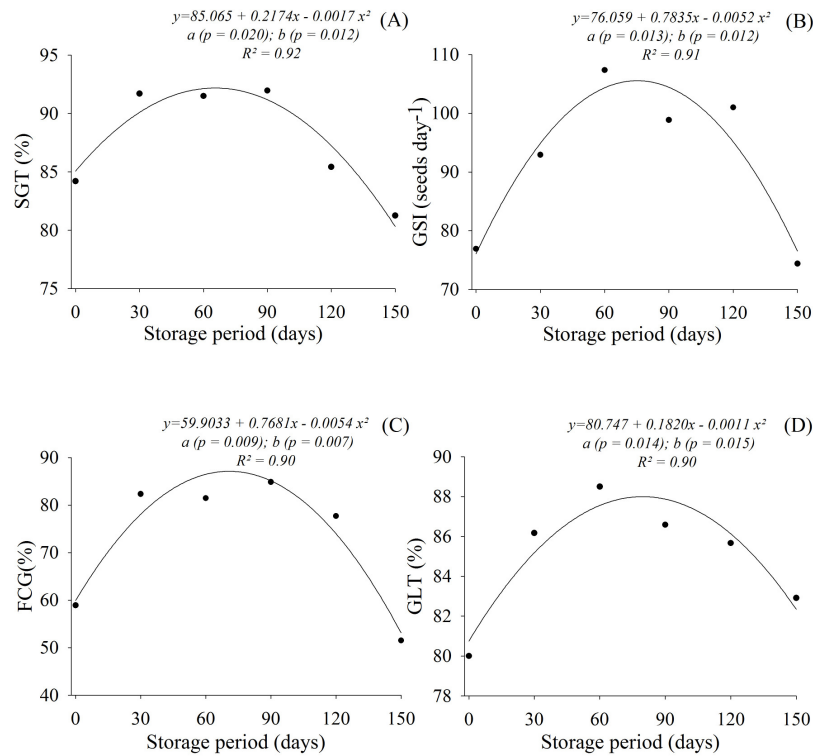 y=85.065 + 0.2174x - 0.0017 x² (A)
a (p = 0.020); b (p = 0.012)
R² = 0.92
95
90
85
80
75
SGT (%)
0 30 60 90 120 150
Storage period (days)
y=76.059 + 0.7835x - 0.0052 x² (B)
a (p = 0.013); b (p = 0.012)
R² = 0.91
110
100
90
80
70
GSI (seeds day-1)
0 30 60 90 120 150
Storage period (days)
y=59.9033 + 0.7681x - 0.0054 x² (C)
a (p = 0.009); b (p = 0.007)
R² = 0.90
90
80
70
60
50
40
FCG(%)
0 30 60 90 120 150
Storage period (days)
y=80.747 + 0.1820x - 0.0011 x² (D)
a (p = 0.014); b (p = 0.015)
R² = 0.90
90
88
86
84
82
80
78
GLT (%)
0 30 60 90 120 150
Storage period (days)